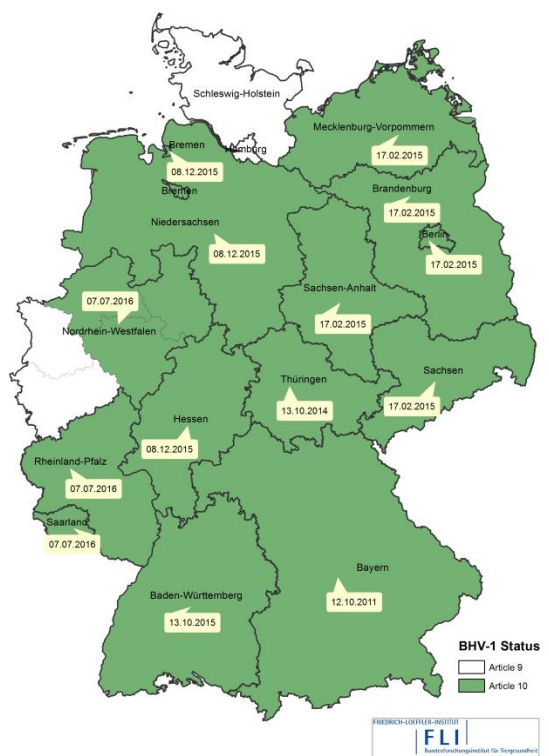 Schleswig-Holstein
Hamburg
Mecklenburg-Vorpommern
17.02.2015
Bremen
08.12.2015
Bremen
Brandenburg
17.02.2015
Berlin
17.02.2015
Niedersachsen
08.12.2015
Sachsen-Anhalt
17.02.2015
07.07.2016
Nordrhein-Westfalen
Sachsen
17.02.2015
Thüringen
13.10.2014
Hessen
08.12.2015
Rheinland-Pfalz
07.07.2016
Saarland
07.07.2016
Bayern
12.10.2011
Baden-Württemberg
13.10.2015
BHV-1 Status
Article 9
Article 10
FRIEDRICH-LOEFFLER-INSTITUT
FLI
Bundesforschungsinstitut für Tiergesundheit